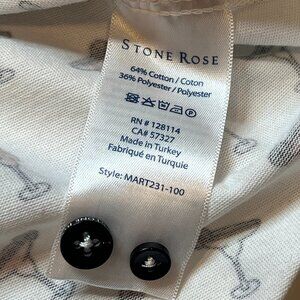 STONE ROSE
64% Cotton / Coton
36% Polyester / Polyester
RN # 128114
CA# 57327
Made in Turkey
Fabriqué en Turquie
Style: MART231-100